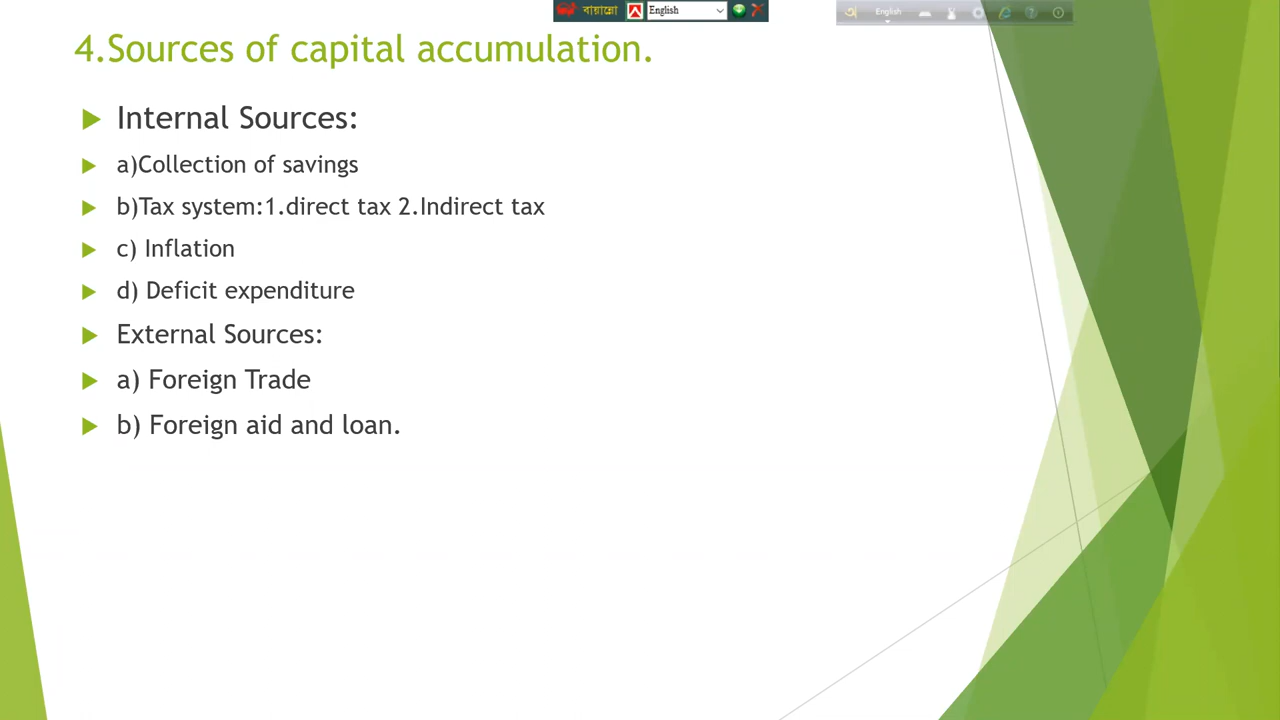 বায়ান্নো English
অ English
4.Sources of capital accumulation.
Internal Sources:
a)Collection of savings
b)Tax system:1.direct tax 2.Indirect tax
c) Inflation
d) Deficit expenditure
External Sources:
a) Foreign Trade
b) Foreign aid and loan.